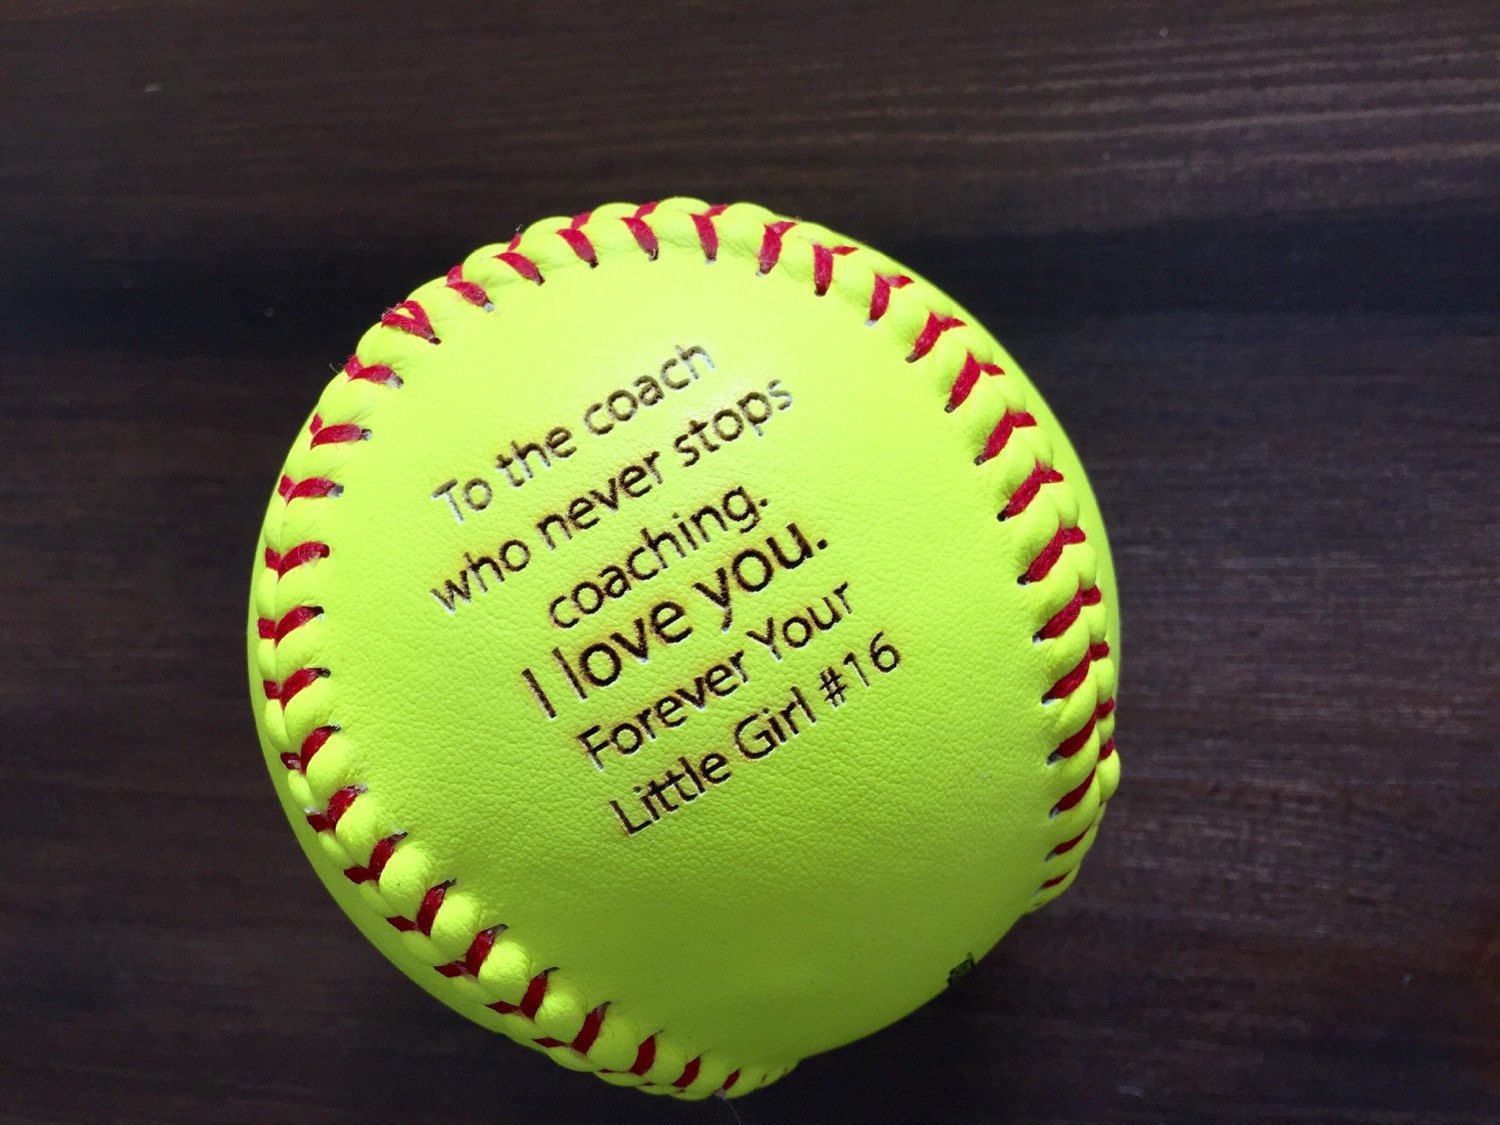 To the coach
who never stops
coaching.
I love you.
Forever Your
Little Girl #16